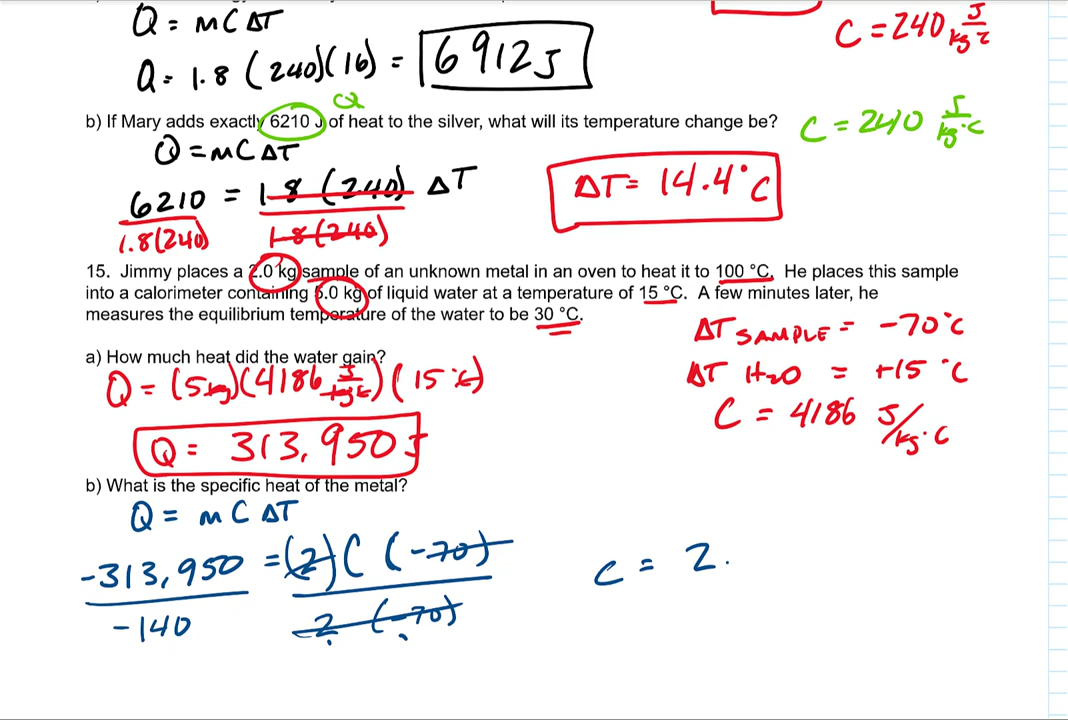 Q = mCΔT
C = 240 J/kg°C
Q = 1.8 (240)(16) = 6912 J
Q
b) If Mary adds exactly 6210 J of heat to the silver, what will its temperature change be?
C = 240 J/kg°C
Q = mCΔT
6210 = 1.8 (240) ΔT
1.8(240) 1.8(240)
ΔT = 14.4°C
15. Jimmy places a 2.0 kg sample of an unknown metal in an oven to heat it to 100 °C. He places this sample
into a calorimeter containing 5.0 kg of liquid water at a temperature of 15 °C. A few minutes later, he
measures the equilibrium temperature of the water to be 30 °C.
ΔT SAMPLE = -70°C
a) How much heat did the water gain?
ΔT H2O = +15 °C
Q = (5kg)(4186 J/kg°C)(15°C)
C = 4186 J/kg·C
Q = 313,950 J
b) What is the specific heat of the metal?
Q = mCΔT
-313,950 = (2)C(-70)
-140 2 (-70)
C = 2.